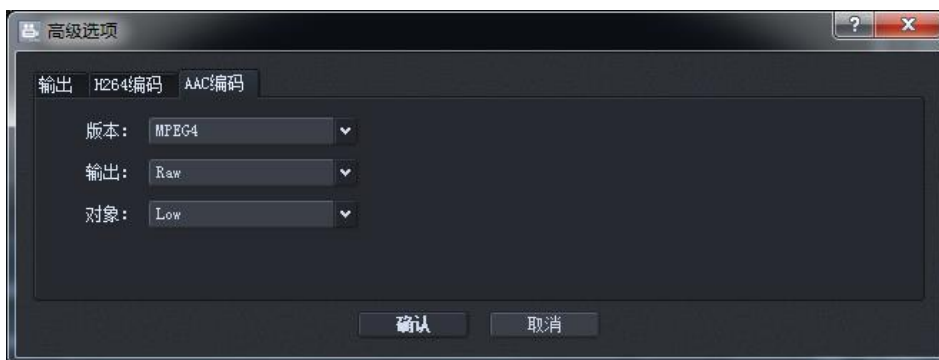 高级选项
输出 H264编码 AAC编码
版本: MPEG4
输出: Raw
对象: Low
确认 取消